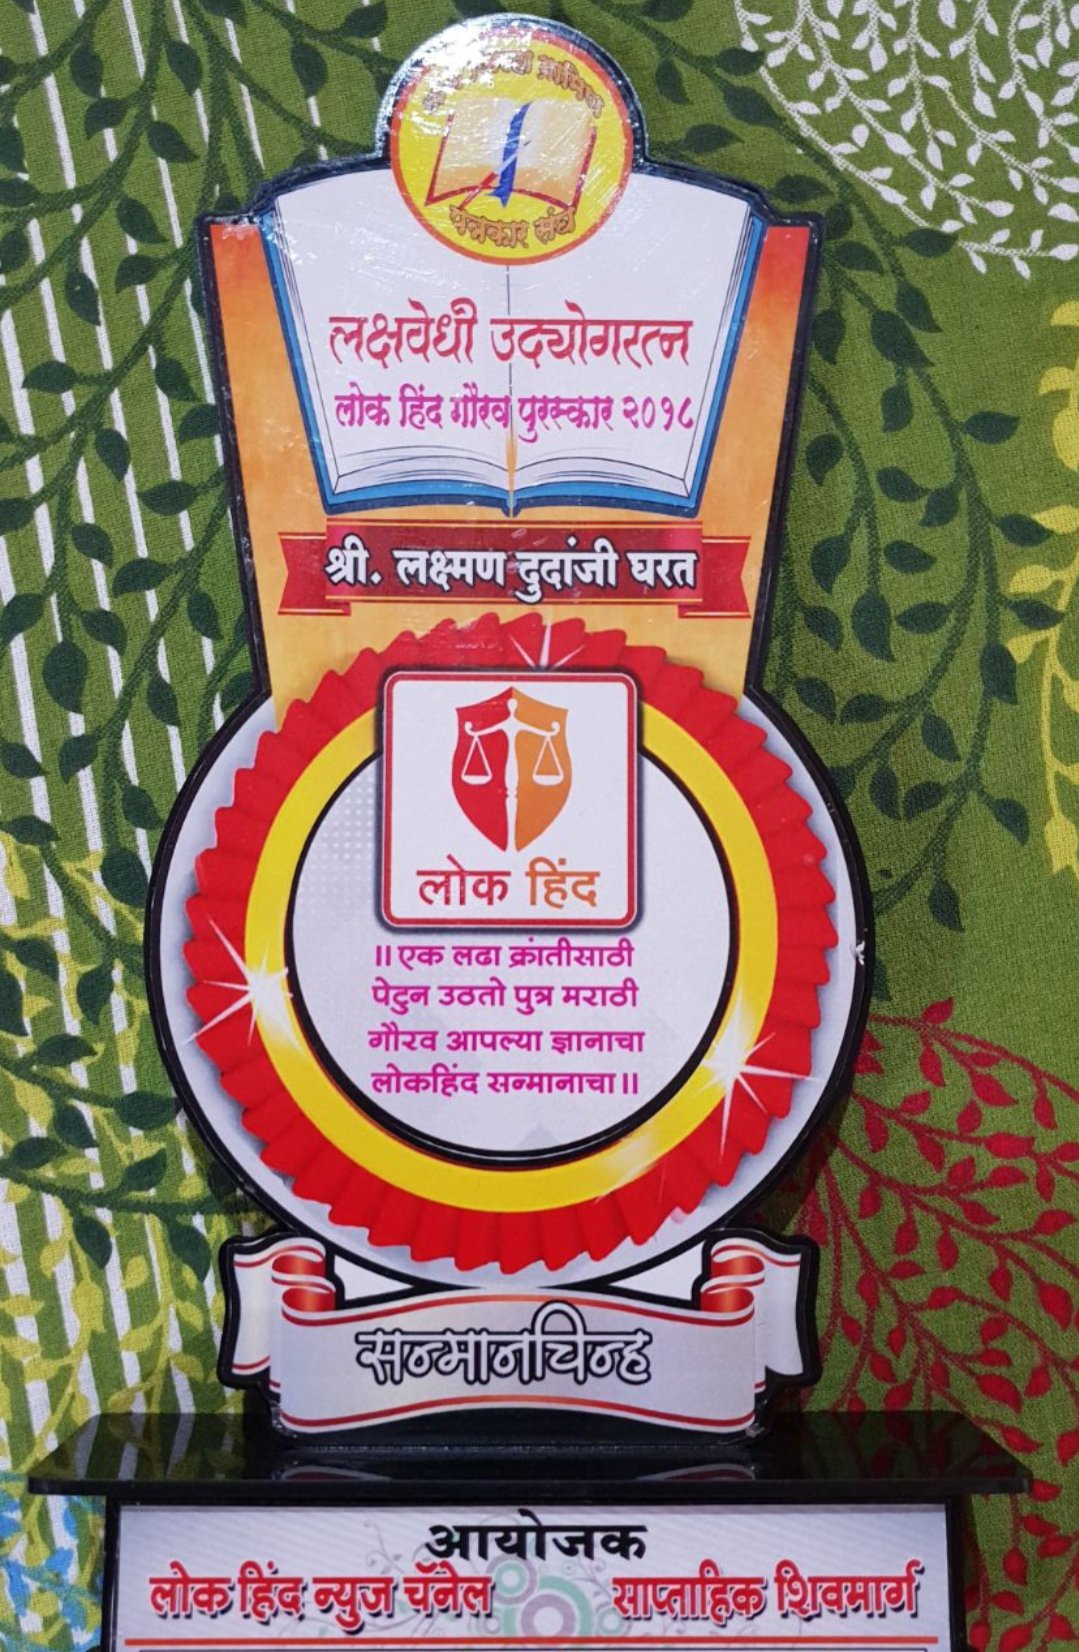 ग्रामिण
पत्रकार संघ
लक्षवेधी उद्योगरत्न
लोक हिंद गौरव पुरस्कार २०१८
श्री. लक्ष्मण दुदांजी घरत
लोक हिंद
॥ एक लढा क्रांतीसाठी
पेटुन उठतो पुत्र मराठी
गौरव आपल्या ज्ञानाचा
लोकहिंद सन्मानाचा ॥
सन्मानचिन्ह
आयोजक
लोक हिंद न्युज चॅनेल साप्ताहिक शिवमार्ग